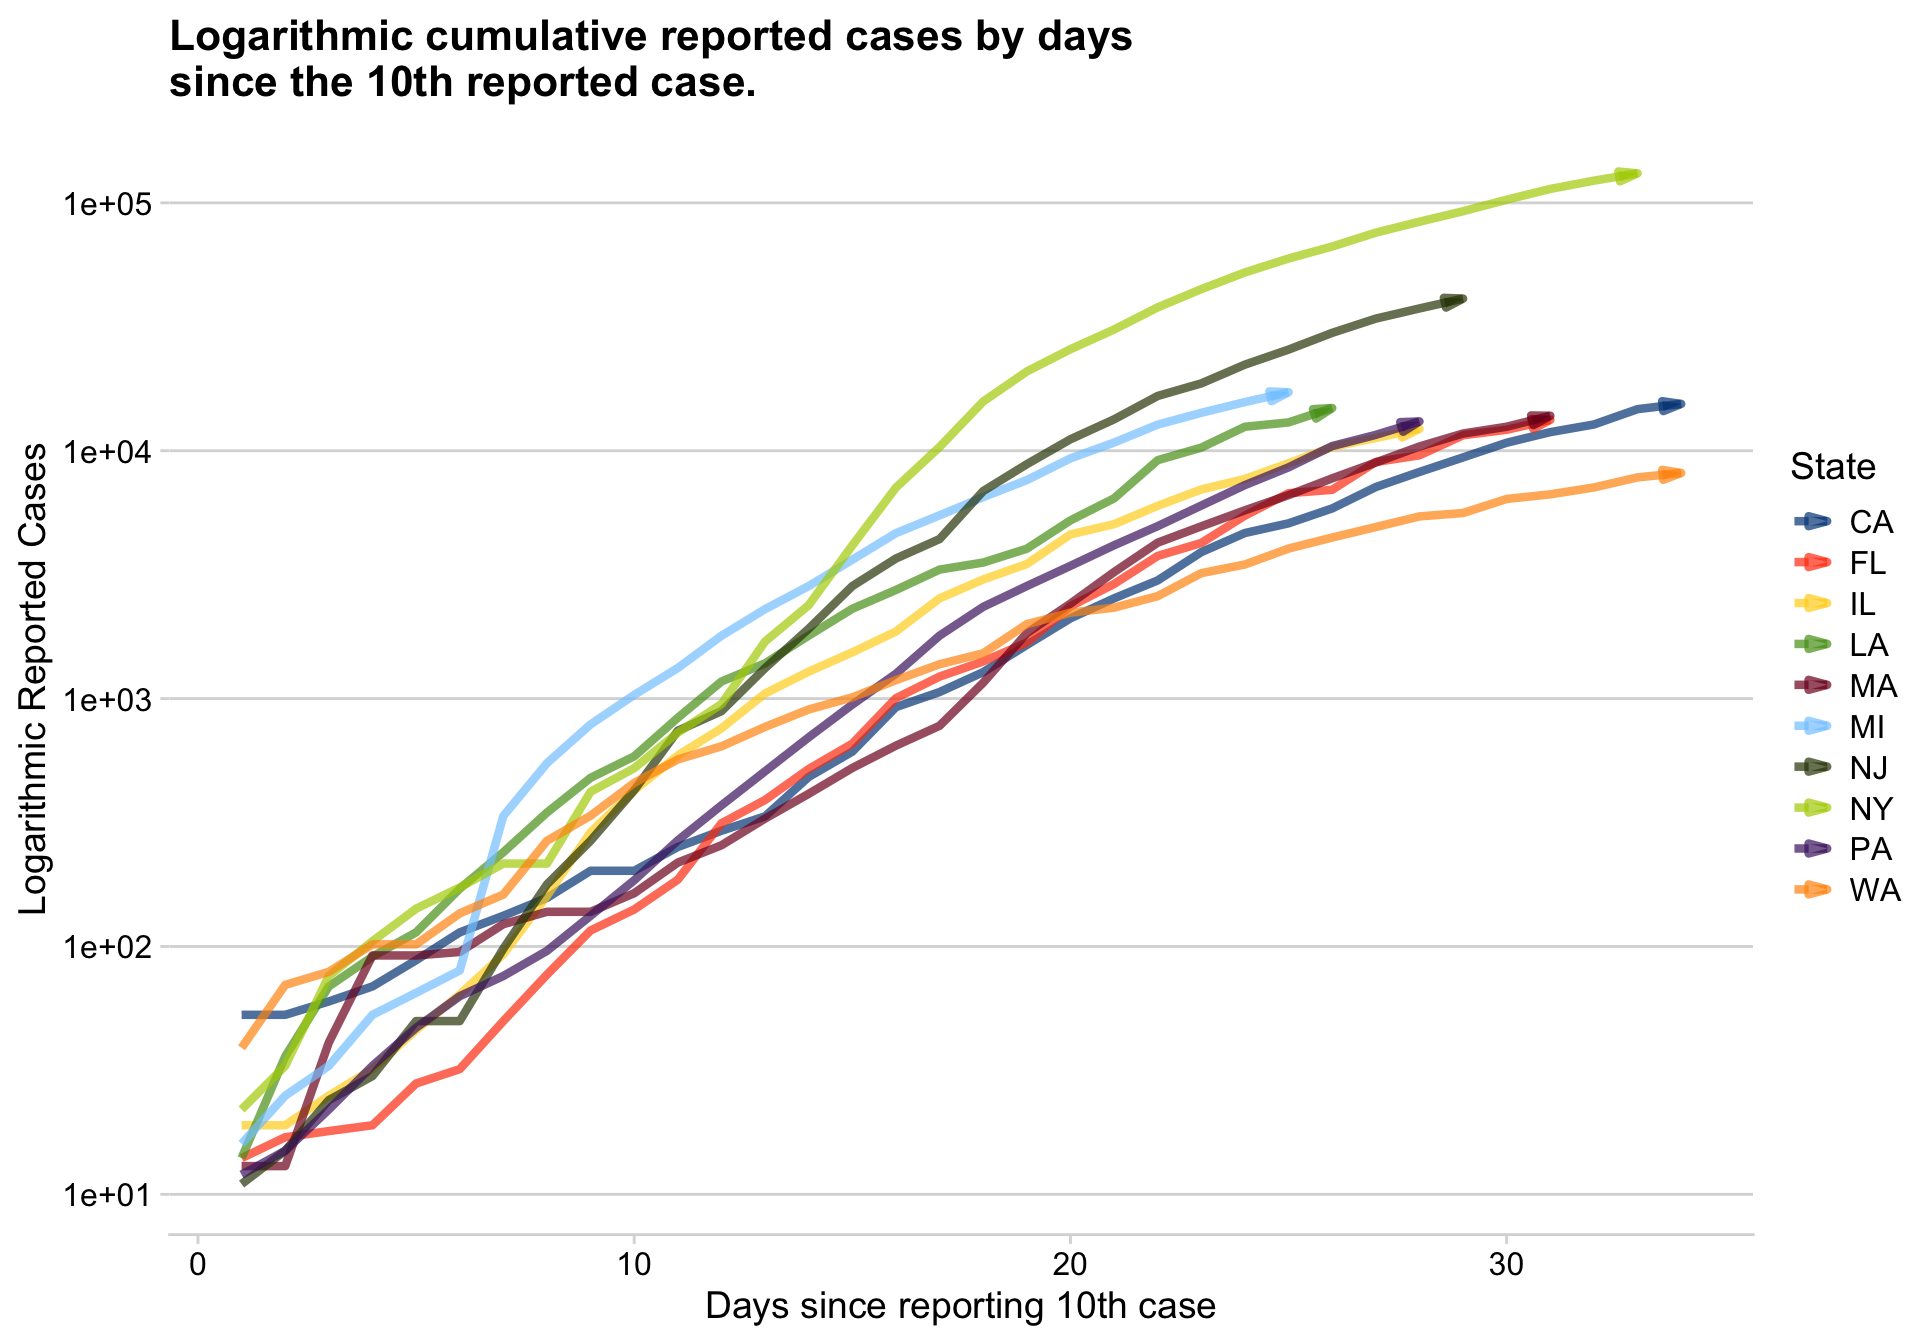 Logarithmic cumulative reported cases by days
since the 10th reported case.
Logarithmic Reported Cases
1e+05
1e+04
1e+03
1e+02
1e+01
0
10
20
30
Days since reporting 10th case
State
CA
FL
IL
LA
MA
MI
NJ
NY
PA
WA